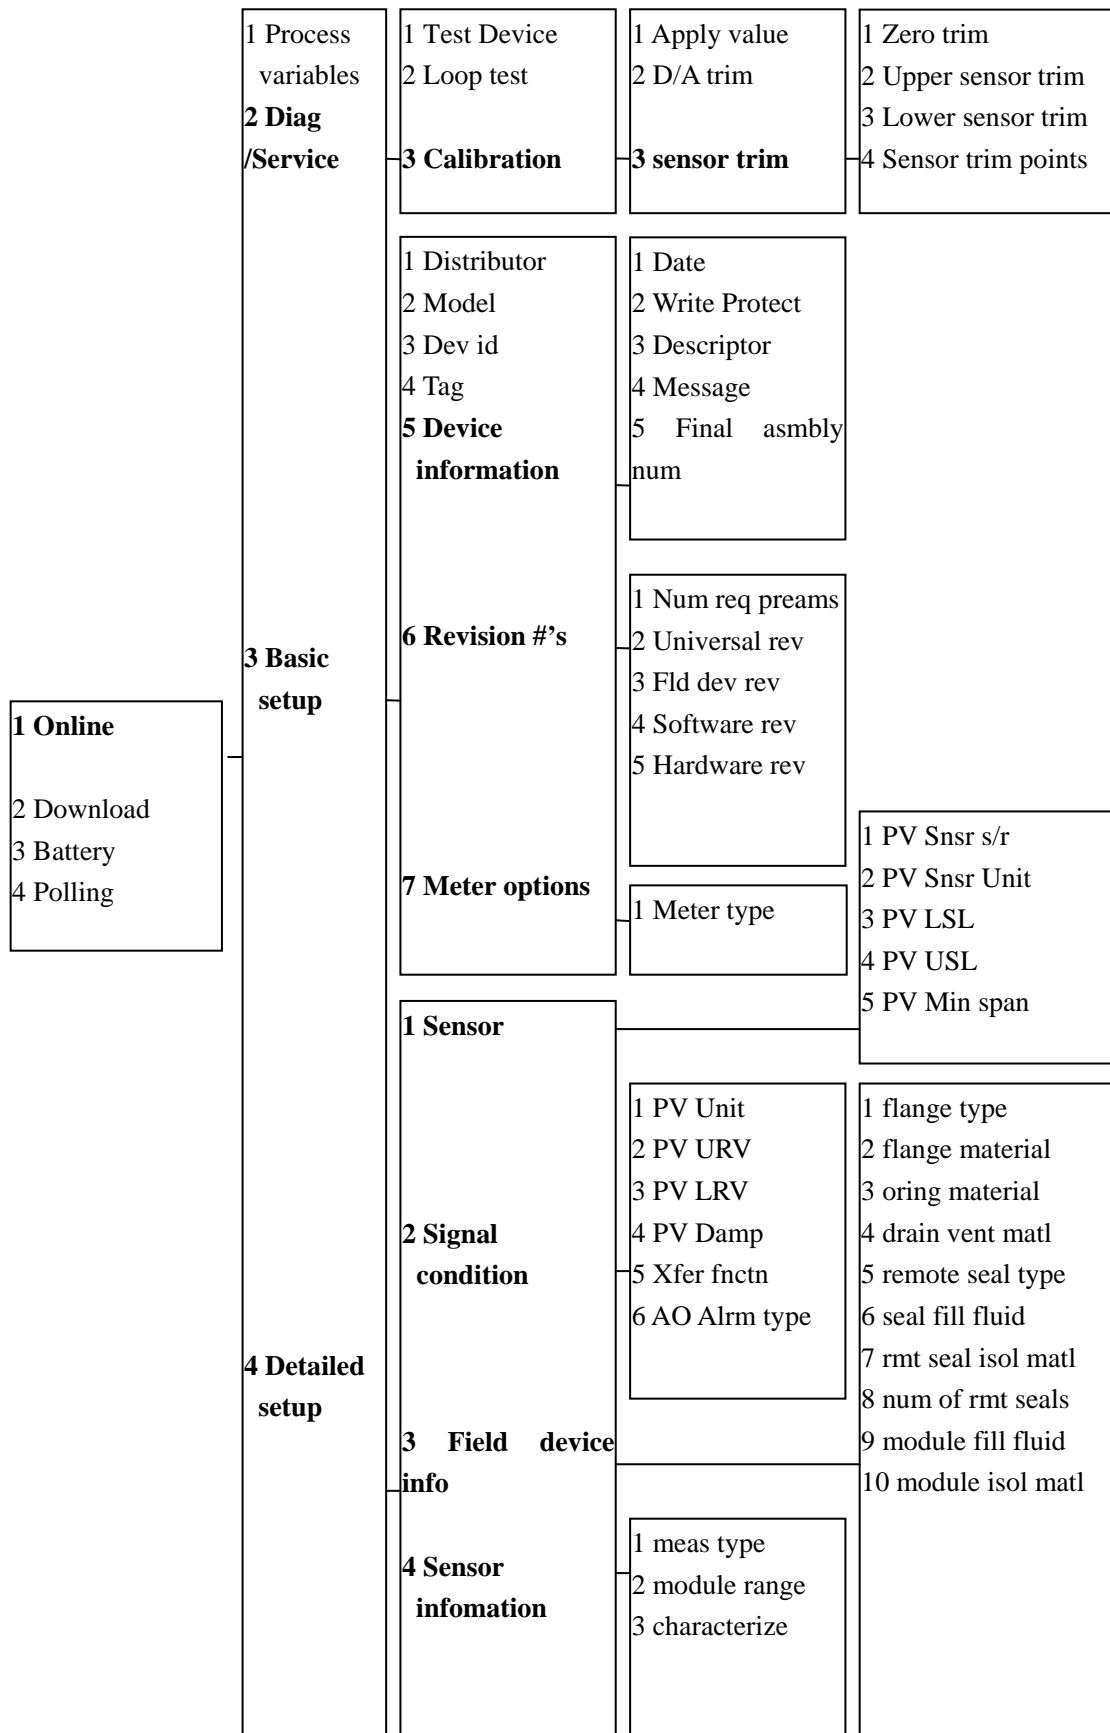 1 Online
2 Download
3 Battery
4 Polling
1 Process
variables
2 Diag
/Service
3 Basic
setup
4 Detailed
setup
1 Test Device
2 Loop test
3 Calibration
1 Apply value
2 D/A trim
3 sensor trim
1 Zero trim
2 Upper sensor trim
3 Lower sensor trim
4 Sensor trim points
1 Distributor
2 Model
3 Dev id
4 Tag
5 Device
information
6 Revision #’s
7 Meter options
1 Date
2 Write Protect
3 Descriptor
4 Message
5 Final asmbly
num
1 Num req preams
2 Universal rev
3 Fld dev rev
4 Software rev
5 Hardware rev
1 Meter type
1 Sensor
2 Signal
condition
3 Field device
info
4 Sensor
infomation
1 PV Snsr s/r
2 PV Snsr Unit
3 PV LSL
4 PV USL
5 PV Min span
1 PV Unit
2 PV URV
3 PV LRV
4 PV Damp
5 Xfer fnctn
6 AO Alrm type
1 flange type
2 flange material
3 oring material
4 drain vent matl
5 remote seal type
6 seal fill fluid
7 rmt seal isol matl
8 num of rmt seals
9 module fill fluid
10 module isol matl
1 meas type
2 module range
3 characterize